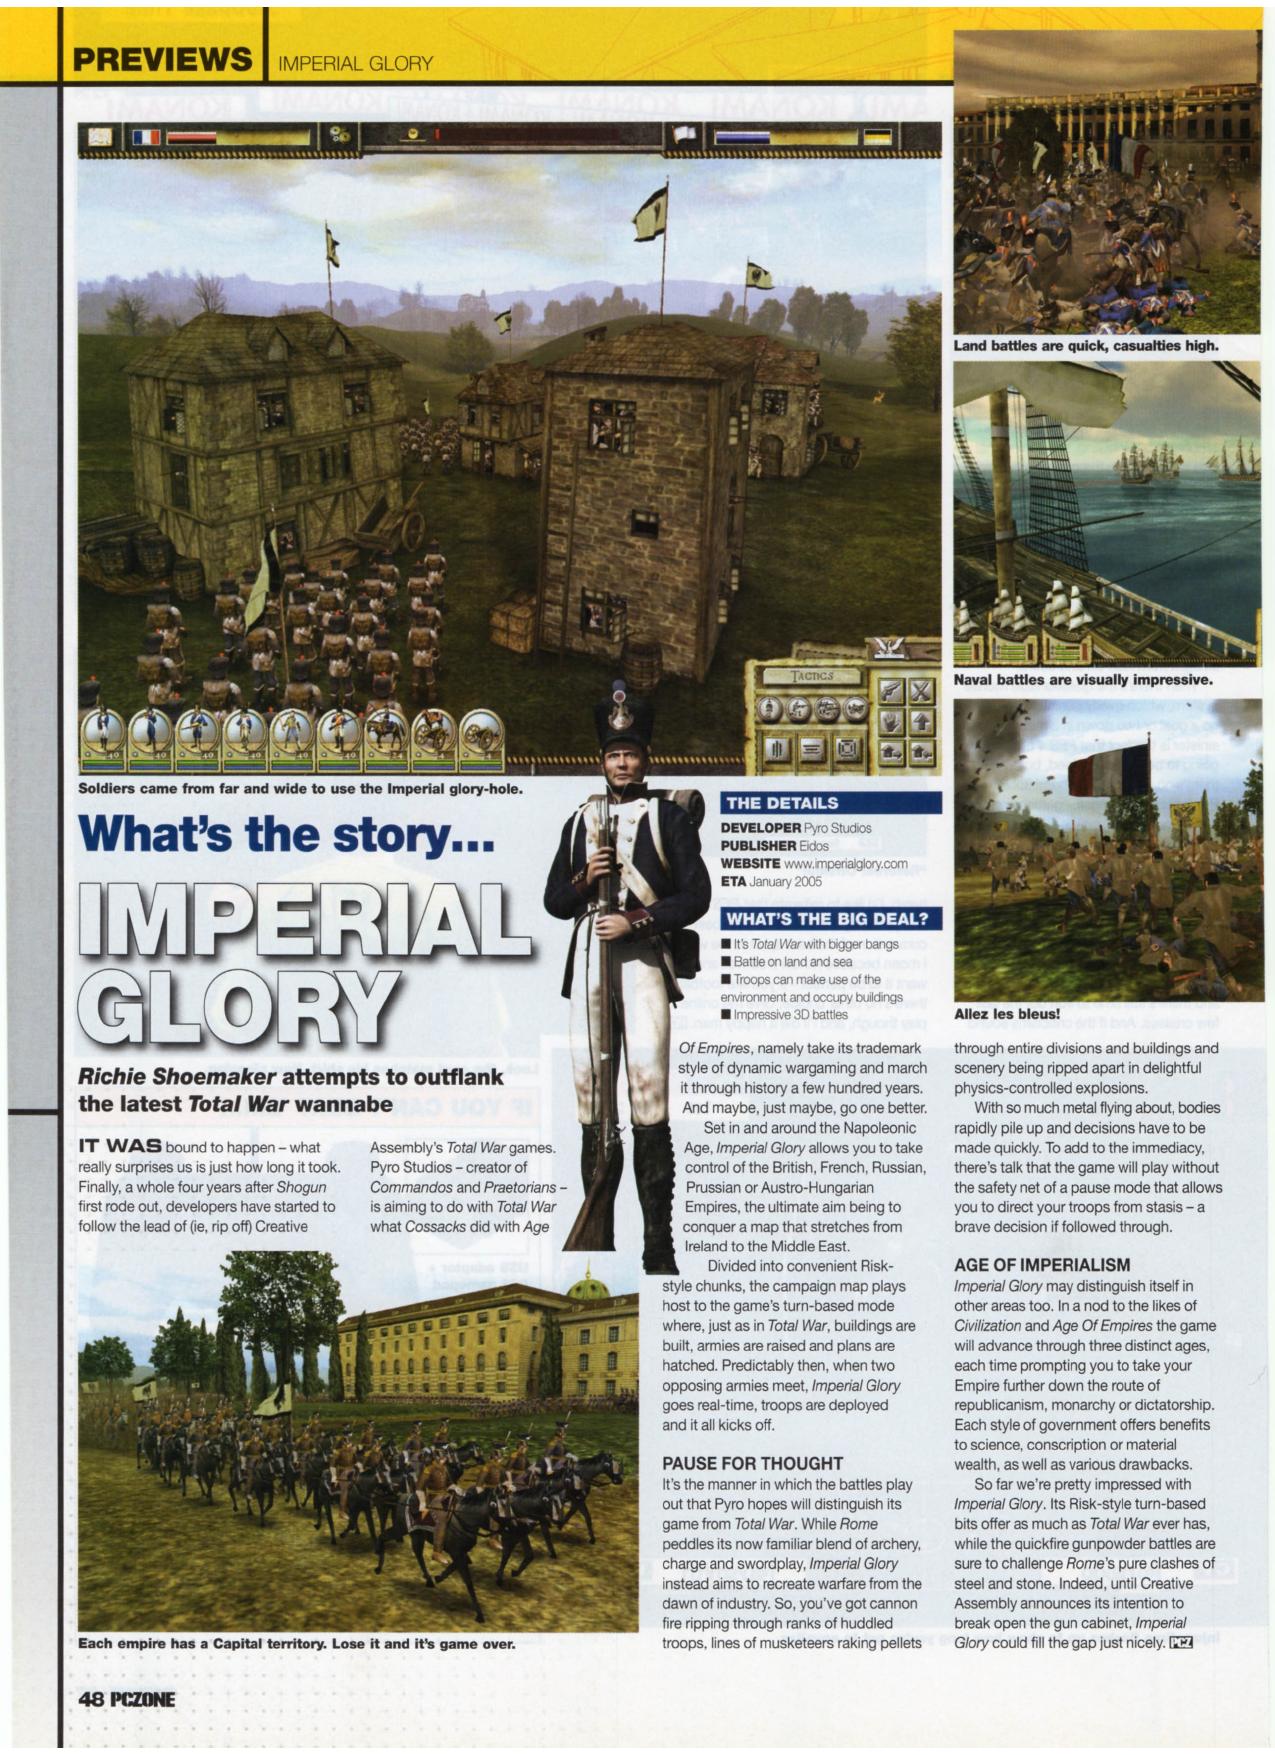 PREVIEWS
IMPERIAL GLORY
TACTICS
Land battles are quick, casualties high.
Naval battles are visually impressive.
Allez les bleus!
Soldiers came from far and wide to use the Imperial glory-hole.
What's the story...
IMPERIAL
GLORY
Richie Shoemaker attempts to outflank
the latest Total War wannabe
THE DETAILS
DEVELOPER Pyro Studios
PUBLISHER Eidos
WEBSITE www.imperialglory.com
ETA January 2005
WHAT'S THE BIG DEAL?
■ It's Total War with bigger bangs
■ Battle on land and sea
■ Troops can make use of the
environment and occupy buildings
■ Impressive 3D battles
IT WAS bound to happen – what
really surprises us is just how long it took.
Finally, a whole four years after Shogun
first rode out, developers have started to
follow the lead of (ie, rip off) Creative
Assembly's Total War games.
Pyro Studios – creator of
Commandos and Praetorians –
is aiming to do with Total War
what Cossacks did with Age
Of Empires, namely take its trademark
style of dynamic wargaming and march
it through history a few hundred years.
And maybe, just maybe, go one better.
Set in and around the Napoleonic
Age, Imperial Glory allows you to take
control of the British, French, Russian,
Prussian or Austro-Hungarian
Empires, the ultimate aim being to
conquer a map that stretches from
Ireland to the Middle East.
Divided into convenient Risk-
style chunks, the campaign map plays
host to the game's turn-based mode
where, just as in Total War, buildings are
built, armies are raised and plans are
hatched. Predictably then, when two
opposing armies meet, Imperial Glory
goes real-time, troops are deployed
and it all kicks off.
PAUSE FOR THOUGHT
It's the manner in which the battles play
out that Pyro hopes will distinguish its
game from Total War. While Rome
peddles its now familiar blend of archery,
charge and swordplay, Imperial Glory
instead aims to recreate warfare from the
dawn of industry. So, you've got cannon
fire ripping through ranks of huddled
troops, lines of musketeers raking pellets
through entire divisions and buildings and
scenery being ripped apart in delightful
physics-controlled explosions.
With so much metal flying about, bodies
rapidly pile up and decisions have to be
made quickly. To add to the immediacy,
there's talk that the game will play without
the safety net of a pause mode that allows
you to direct your troops from stasis – a
brave decision if followed through.
AGE OF IMPERIALISM
Imperial Glory may distinguish itself in
other areas too. In a nod to the likes of
Civilization and Age Of Empires the game
will advance through three distinct ages,
each time prompting you to take your
Empire further down the route of
republicanism, monarchy or dictatorship.
Each style of government offers benefits
to science, conscription or material
wealth, as well as various drawbacks.
So far we're pretty impressed with
Imperial Glory. Its Risk-style turn-based
bits offer as much as Total War ever has,
while the quickfire gunpowder battles are
sure to challenge Rome's pure clashes of
steel and stone. Indeed, until Creative
Assembly announces its intention to
break open the gun cabinet, Imperial
Glory could fill the gap just nicely. PCZ
Each empire has a Capital territory. Lose it and it's game over.
48 PCZONE